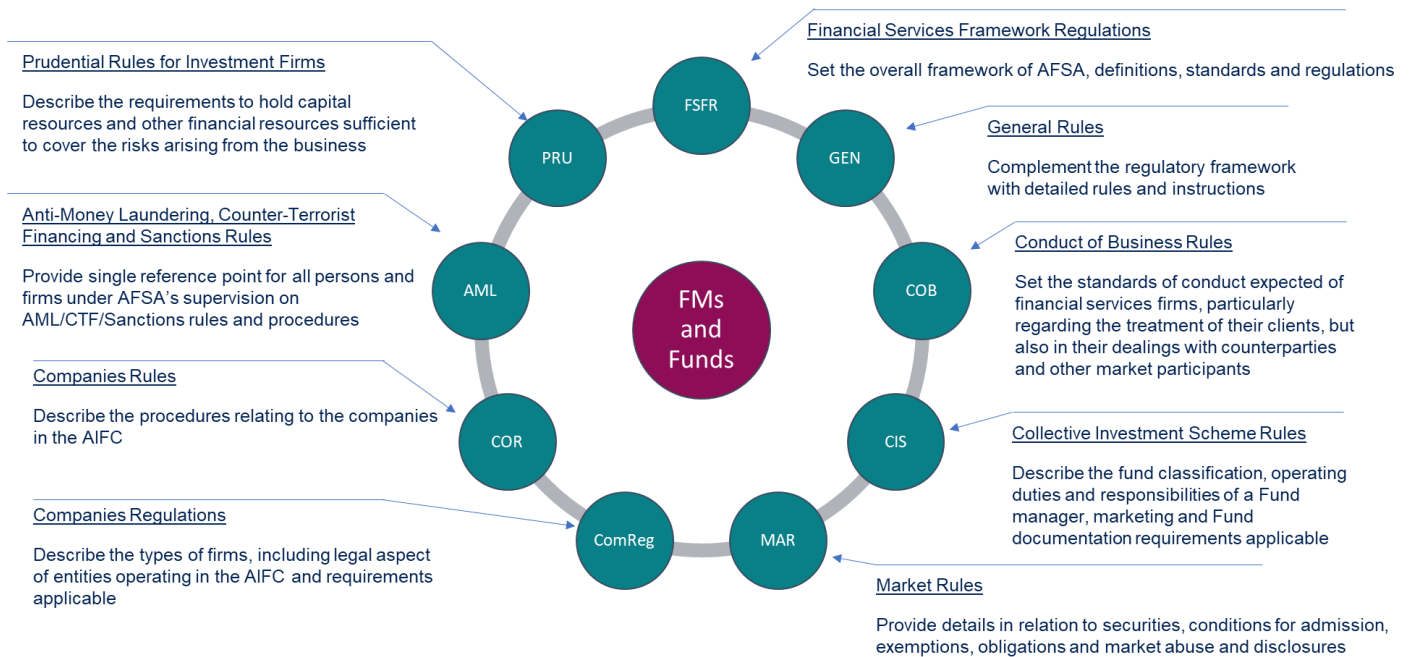 Financial Services Framework Regulations
Set the overall framework of AFSA, definitions, standards and regulations
Prudential Rules for Investment Firms
Describe the requirements to hold capital
resources and other financial resources sufficient
to cover the risks arising from the business
General Rules
Complement the regulatory framework
with detailed rules and instructions
Anti-Money Laundering, Counter-Terrorist
Financing and Sanctions Rules
Provide single reference point for all persons and
firms under AFSA's supervision on
AML/CTF/Sanctions rules and procedures
Conduct of Business Rules
Set the standards of conduct expected of
financial services firms, particularly
regarding the treatment of their clients, but
also in their dealings with counterparties
and other market participants
Companies Rules
Describe the procedures relating to the companies
in the AIFC
Collective Investment Scheme Rules
Describe the fund classification, operating
duties and responsibilities of a Fund
manager, marketing and Fund
documentation requirements applicable
Companies Regulations
Describe the types of firms, including legal aspect
of entities operating in the AIFC and requirements
applicable
Market Rules
Provide details in relation to securities, conditions for admission,
exemptions, obligations and market abuse and disclosures
FSFR
GEN
COB
CIS
MAR
ComReg
COR
AML
PRU
FMs
and
Funds